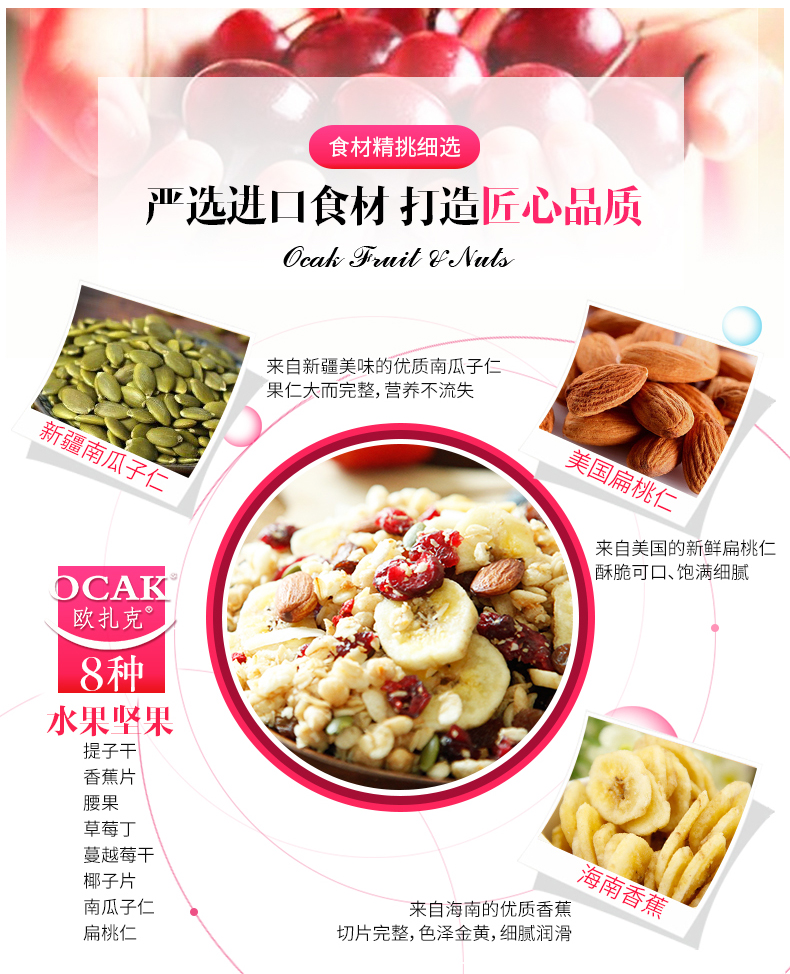 食材精挑细选
严选进口食材 打造匠心品质
Ocak Fruit & Nuts
来自新疆美味的优质南瓜子仁
果仁大而完整，营养不流失
新疆南瓜子仁
美国扁桃仁
来自美国的新鲜扁桃仁
酥脆可口、饱满细腻
OCAK®
欧扎克®
8种
水果坚果
提子干
香蕉片
腰果
草莓丁
蔓越莓干
椰子片
南瓜子仁
扁桃仁
海南香蕉
来自海南的优质香蕉
切片完整，色泽金黄，细腻润滑